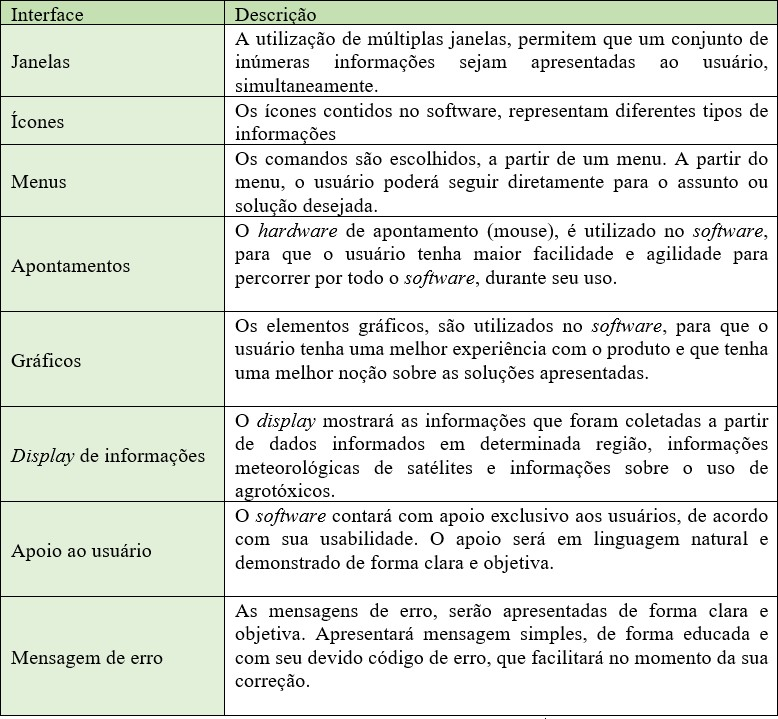 Interface
Descrição
Janelas
A utilização de múltiplas janelas, permitem que um conjunto de
inúmeras informações sejam apresentadas ao usuário,
simultaneamente.
Ícones
Os ícones contidos no software, representam diferentes tipos de
informações
Menus
Os comandos são escolhidos, a partir de um menu. A partir do
menu, o usuário poderá seguir diretamente para o assunto ou
solução desejada.
Apontamentos
O hardware de apontamento (mouse), é utilizado no software,
para que o usuário tenha maior facilidade e agilidade para
percorrer por todo o software, durante seu uso.
Gráficos
Os elementos gráficos, são utilizados no software, para que o
usuário tenha uma melhor experiência com o produto e que tenha
uma melhor noção sobre as soluções apresentadas.
Display de informações
O display mostrará as informações que foram coletadas a partir
de dados informados em determinada região, informações
meteorológicas de satélites e informações sobre o uso de
agrotóxicos.
Apoio ao usuário
O software contará com apoio exclusivo aos usuários, de acordo
com sua usabilidade. O apoio será em linguagem natural e
demonstrado de forma clara e objetiva.
Mensagem de erro
As mensagens de erro, serão apresentadas de forma clara e
objetiva. Apresentará mensagem simples, de forma educada e
com seu devido código de erro, que facilitará no momento da sua
correção.